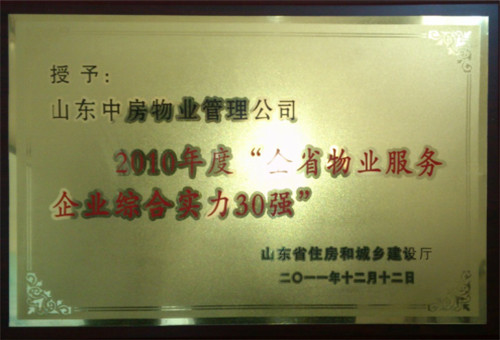 授予：
山东中房物业管理公司
2010年度“全省物业服务
企业综合实力30强”
山东省住房和城乡建设厅
二〇一一年十二月十二日